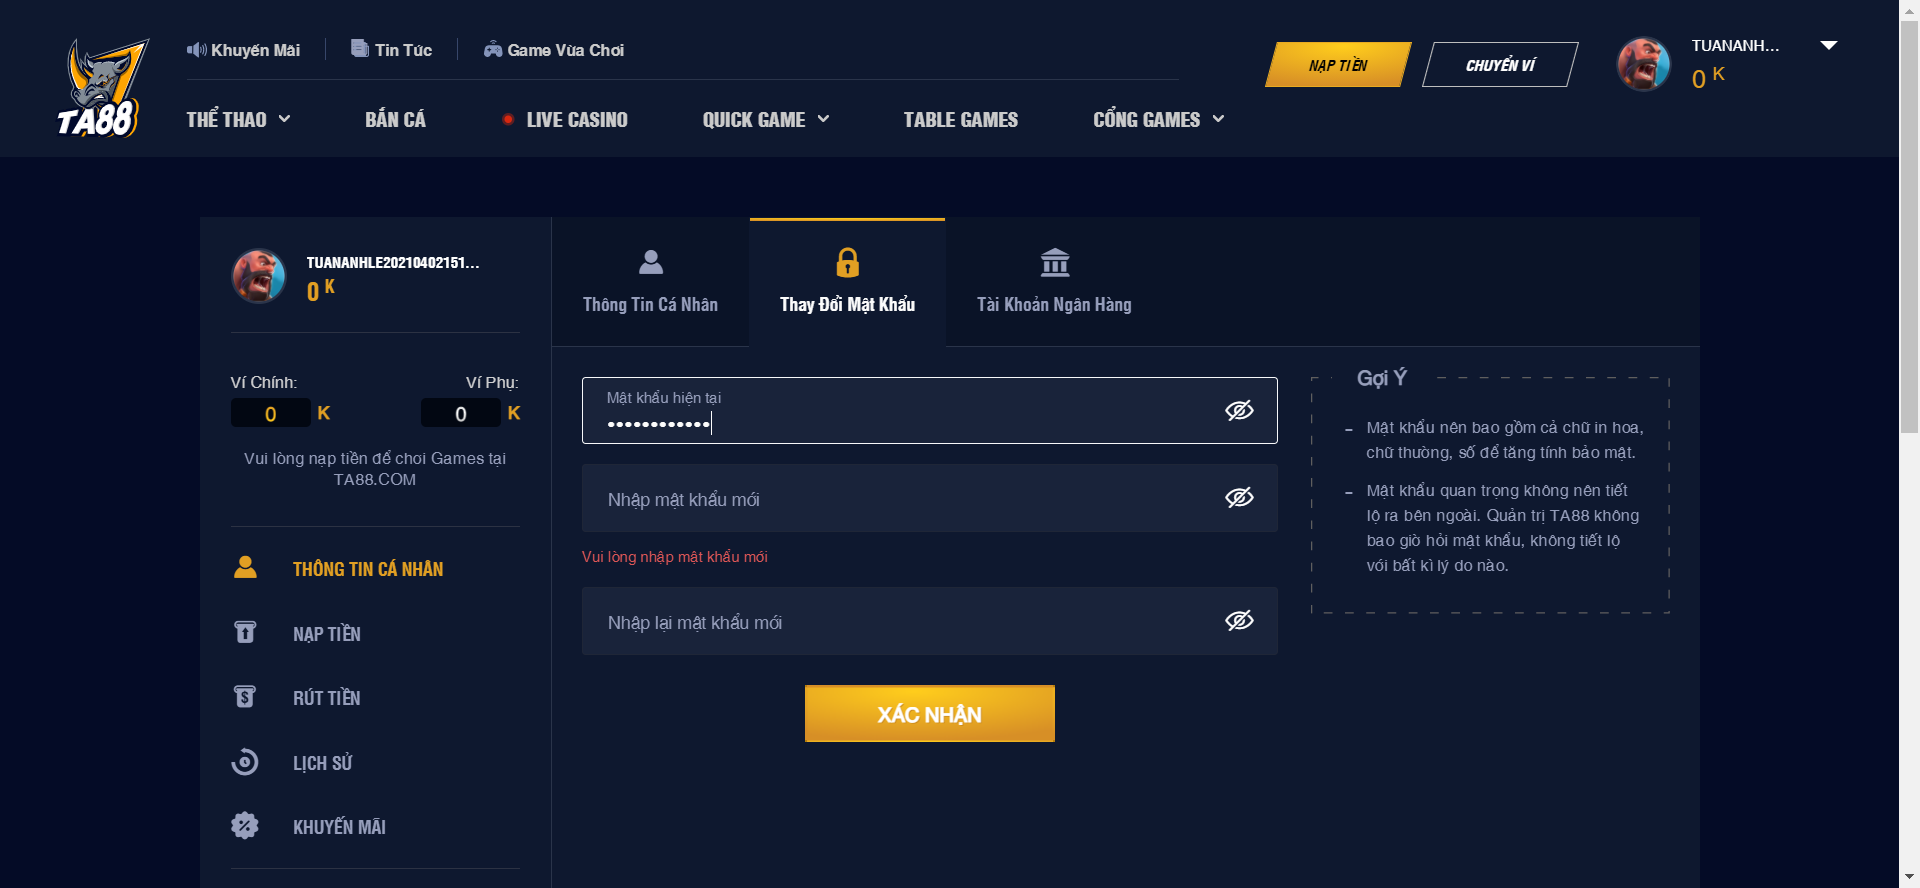 Khuyến Mãi
Tin Tức
Game Vừa Chơi
NẠP TIỀN
CHUYỂN VÍ
TUANANH...
0 K
TA88
THỂ THAO
BẮN CÁ
LIVE CASINO
QUICK GAME
TABLE GAMES
CỔNG GAMES
TUANANHLE20210402151...
0 K
Ví Chính:
Ví Phụ:
0 K
0 K
Vui lòng nạp tiền để chơi Games tại
TA88.COM
THÔNG TIN CÁ NHÂN
NẠP TIỀN
RÚT TIỀN
LỊCH SỬ
KHUYẾN MÃI
Thông Tin Cá Nhân
Thay Đổi Mật Khẩu
Tài Khoản Ngân Hàng
Mật khẩu hiện tại
••••••••••••
Nhập mật khẩu mới
Vui lòng nhập mật khẩu mới
Nhập lại mật khẩu mới
XÁC NHẬN
Gợi Ý
- Mật khẩu nên bao gồm cả chữ in hoa,
chữ thường, số để tăng tính bảo mật.
- Mật khẩu quan trọng không nên tiết
lộ ra bên ngoài. Quản trị TA88 không
bao giờ hỏi mật khẩu, không tiết lộ
với bất kì lý do nào.